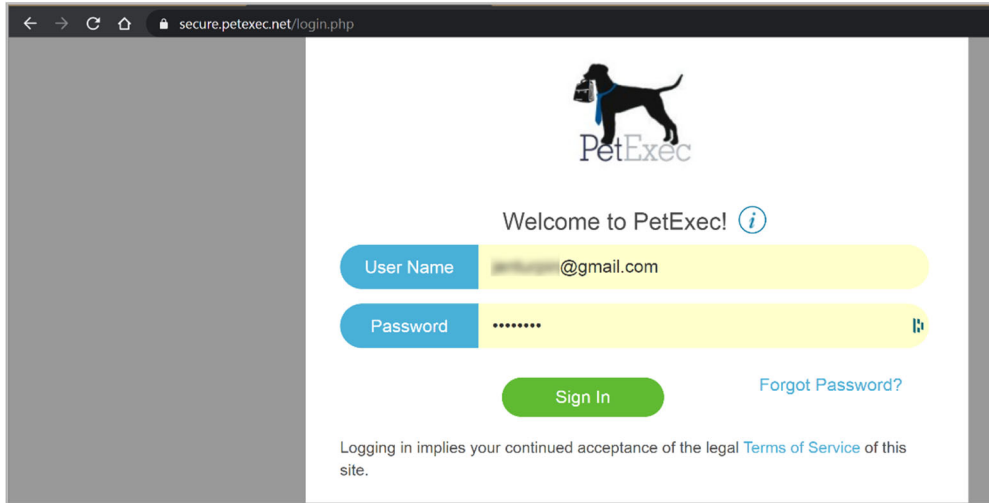 secure.petexec.net/login.php
PetExec
Welcome to PetExec! i
User Name @gmail.com
Password ••••••••
Sign In
Forgot Password?
Logging in implies your continued acceptance of the legal Terms of Service of this
site.